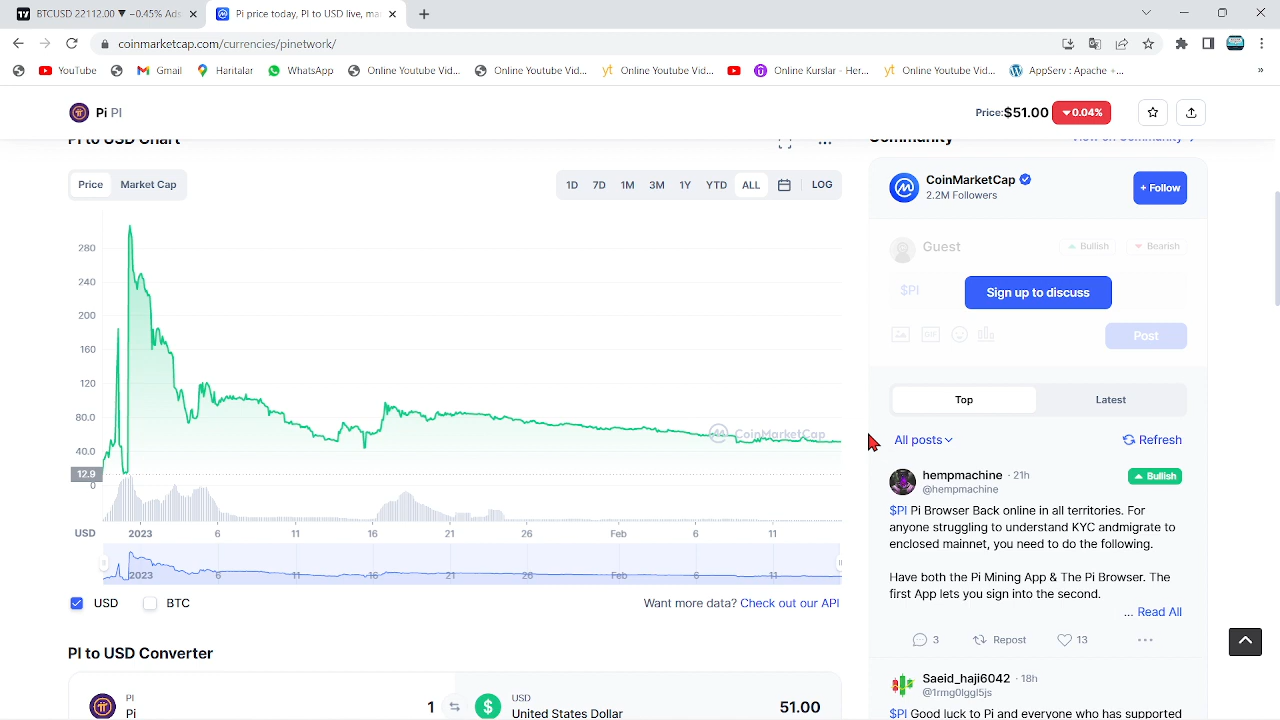 BTCUSD 22112.00 ▼ −0.45% Ads
Pi price today, PI to USD live, mar
coinmarketcap.com/currencies/pinetwork/
YouTube
Gmail
Haritalar
WhatsApp
Online Youtube Vid...
Online Youtube Vid...
yt Online Youtube Vid...
Online Kurslar - Her...
yt Online Youtube Vid...
AppServ : Apache +...
»
Pi PI
Price:$51.00 0.04%
PI to USD Chart
Price
Market Cap
1D 7D 1M 3M 1Y YTD ALL LOG
280
240
200
160
120
80.0
40.0
12.9
0
CoinMarketCap
USD 2023 6 11 16 21 26 Feb 6 11
2023 6 11 16 21 26 Feb 6 11
USD
BTC
Want more data? Check out our API
PI to USD Converter
PI
Pi
1
USD
United States Dollar
51.00
Community
View on Community
CoinMarketCap
2.2M Followers
+ Follow
Guest
Bullish
Bearish
$PI
Sign up to discuss
GIF
Post
Top
Latest
All posts
Refresh
hempmachine · 21h
@hempmachine
Bullish
$PI Pi Browser Back online in all territories. For
anyone struggling to understand KYC andmigrate to
enclosed mainnet, you need to do the following.
Have both the Pi Mining App & The Pi Browser. The
first App lets you sign into the second.
... Read All
3
Repost
13
Saeid_haji6042 · 18h
@1rmg0lggl5js
$PI Good luck to Pi and everyone who has supported